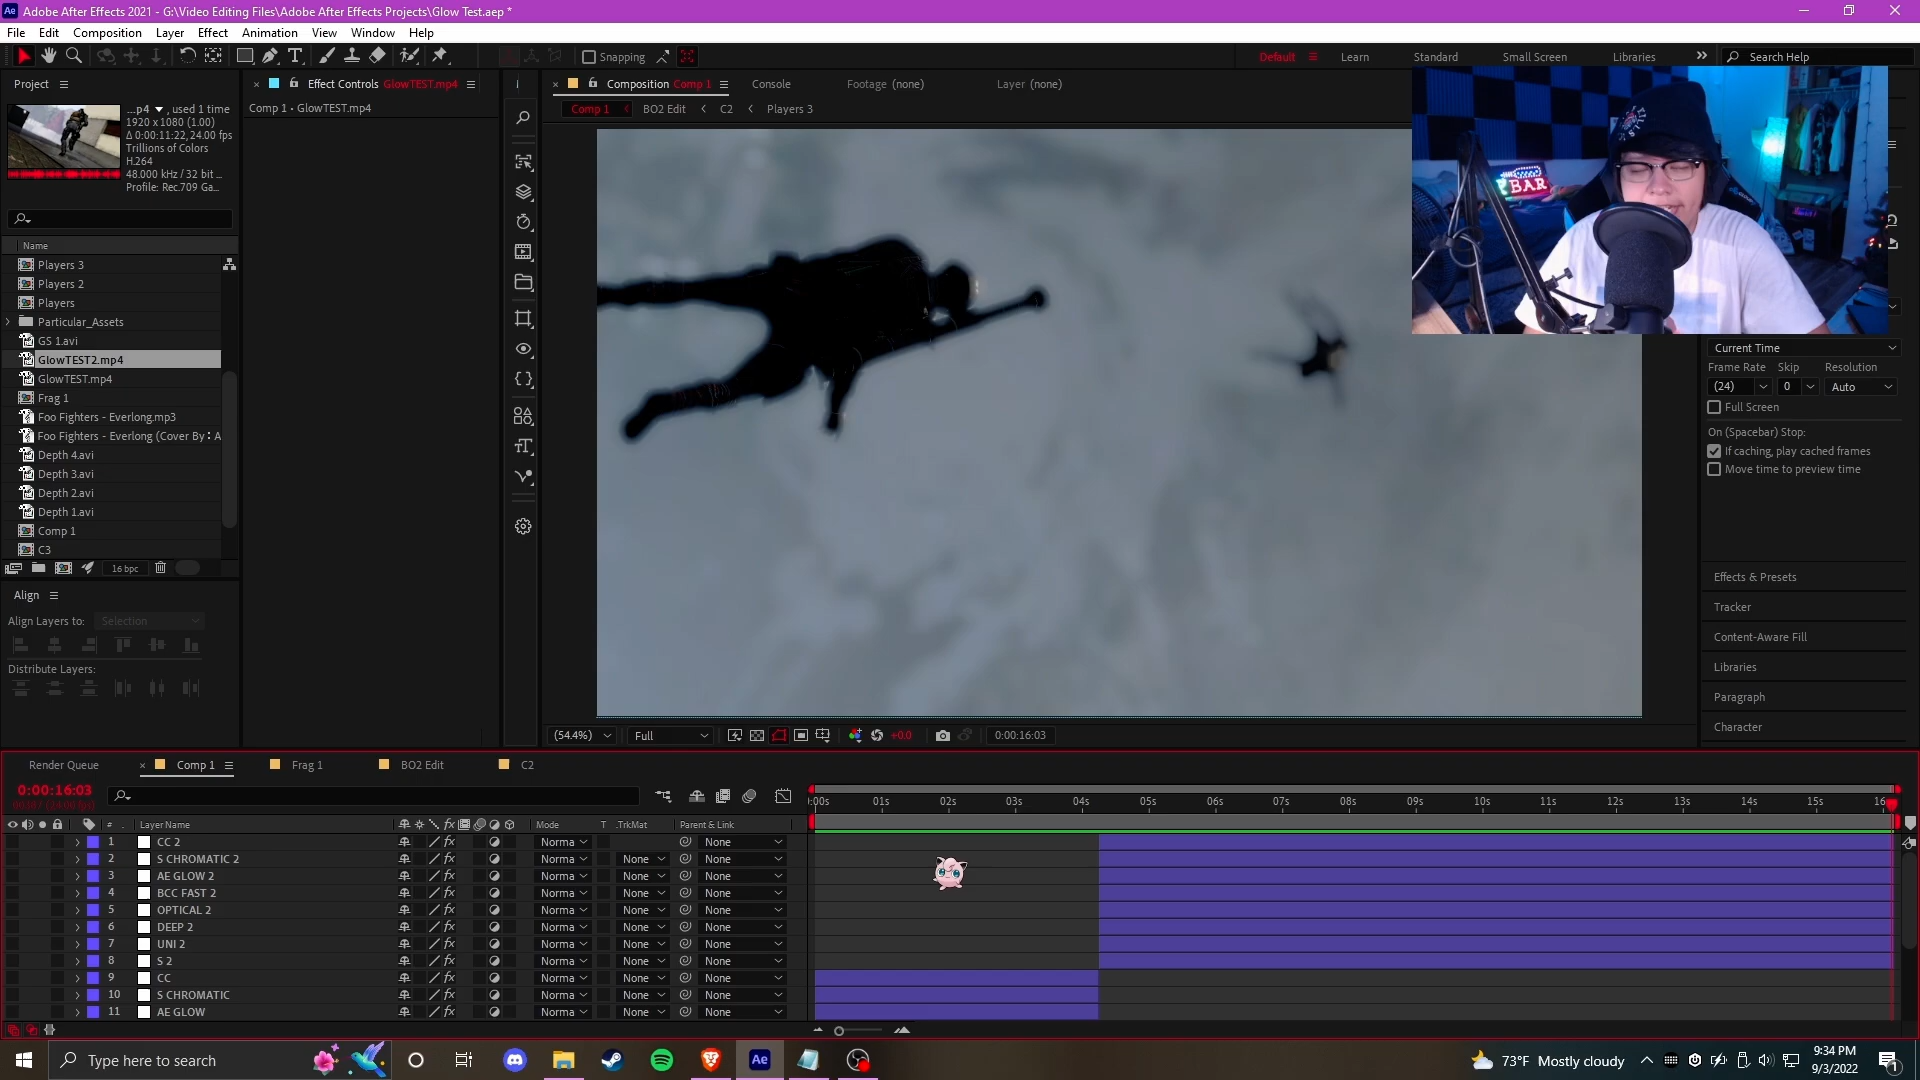 Adobe After Effects 2021 - G:\Video Editing Files\Adobe After Effects Projects\Glow Test.aep *
File Edit Composition Layer Effect Animation View Window Help
Snapping
Default Learn Standard Small Screen Libraries Search Help
Project
...p4 , used 1 time
1920 x 1080 (1.00)
Δ 0:00:11:22, 24.00 fps
Trillions of Colors
H.264
48.000 kHz / 32 bit ...
Profile: Rec.709 Ga...
Name
Players 3
Players 2
Players
Particular_Assets
GS 1.avi
GlowTEST2.mp4
GlowTEST.mp4
Frag 1
Foo Fighters - Everlong.mp3
Foo Fighters - Everlong (Cover By: A
Depth 4.avi
Depth 3.avi
Depth 2.avi
Depth 1.avi
Comp 1
C3
16 bpc
Align
Align Layers to: Selection
Distribute Layers:
Effect Controls GlowTEST.mp4
Comp 1 • GlowTEST.mp4
Composition Comp 1 Console Footage (none) Layer (none)
Comp 1 BO2 Edit C2 Players 3
BAR
(54.4%) Full +0.0 0:00:16:03
Current Time
Frame Rate Skip Resolution
(24) 0 Auto
Full Screen
On (Spacebar) Stop:
If caching, play cached frames
Move time to preview time
Effects & Presets
Tracker
Content-Aware Fill
Libraries
Paragraph
Character
Render Queue Comp 1 Frag 1 BO2 Edit C2
0:00:16:03
:00s 01s 02s 03s 04s 05s 06s 07s 08s 09s 10s 11s 12s 13s 14s 15s 16
# . Layer Name Mode T .TrkMat Parent & Link
1 CC 2 Norma None
2 S CHROMATIC 2 Norma None None
3 AE GLOW 2 Norma None None
4 BCC FAST 2 Norma None None
5 OPTICAL 2 Norma None None
6 DEEP 2 Norma None None
7 UNI 2 Norma None None
8 S 2 Norma None None
9 CC Norma None None
10 S CHROMATIC Norma None None
11 AE GLOW Norma None None
Type here to search
Ae
73°F Mostly cloudy
9:34 PM
9/3/2022
1